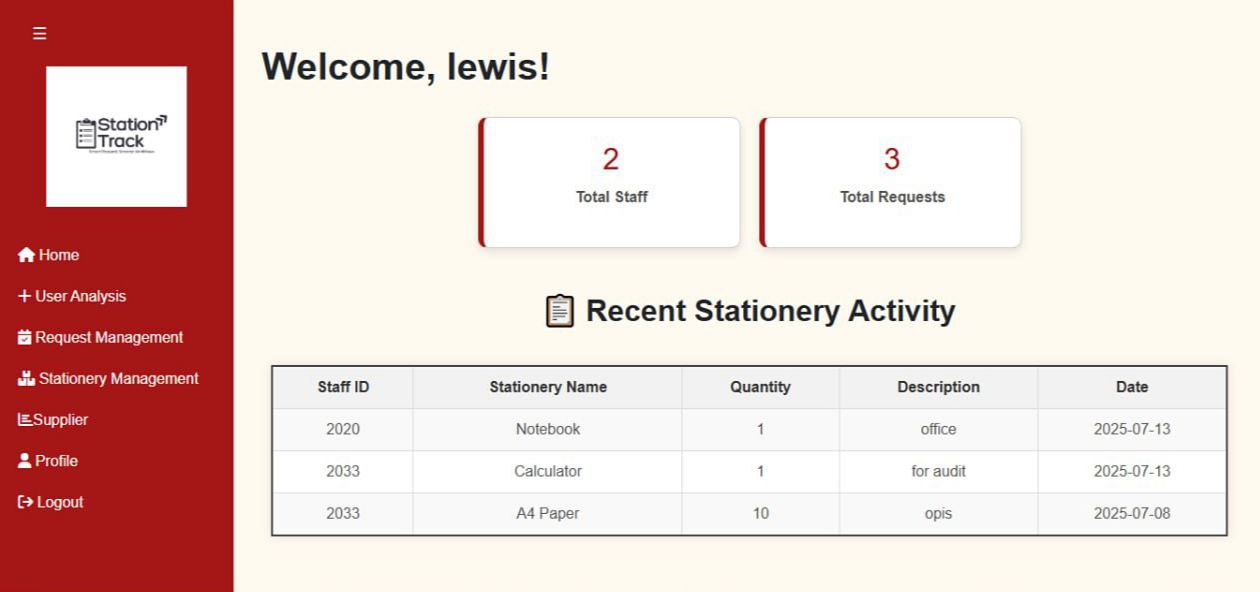 ☰
Station
Track
Home
User Analysis
Request Management
Stationery Management
Supplier
Profile
Logout
Welcome, lewis!
2
Total Staff
3
Total Requests
Recent Stationery Activity
Staff ID Stationery Name Quantity Description Date
2020 Notebook 1 office 2025-07-13
2033 Calculator 1 for audit 2025-07-13
2033 A4 Paper 10 opis 2025-07-08